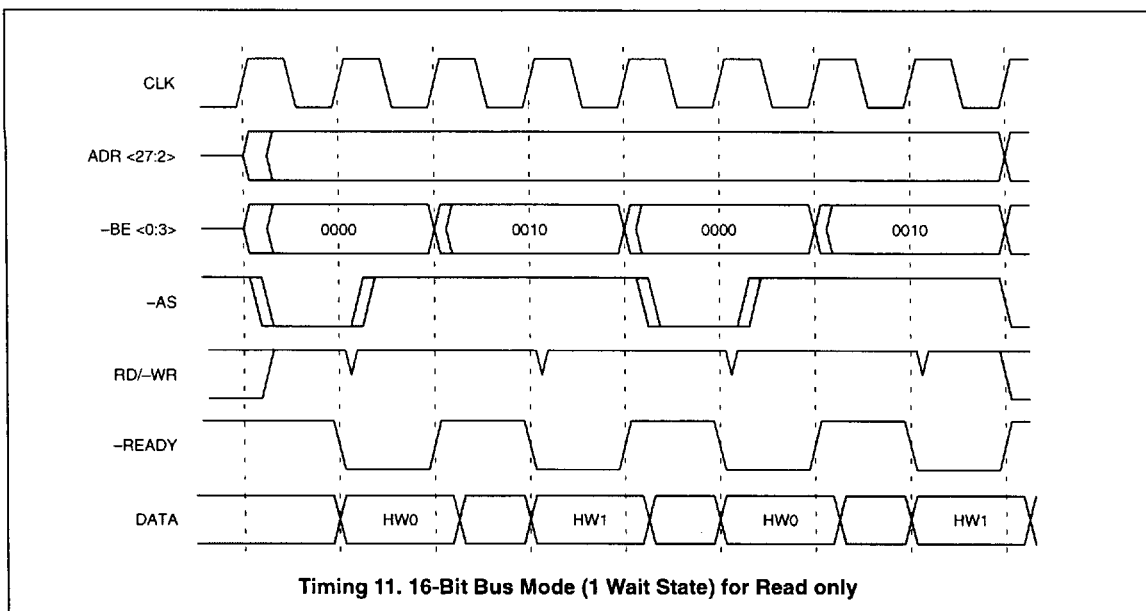 CLK
ADR <27:2>
–BE <0:3>
0000
0010
0000
0010
–AS
RD/–WR
–READY
DATA
HW0
HW1
HW0
HW1
Timing 11. 16-Bit Bus Mode (1 Wait State) for Read only